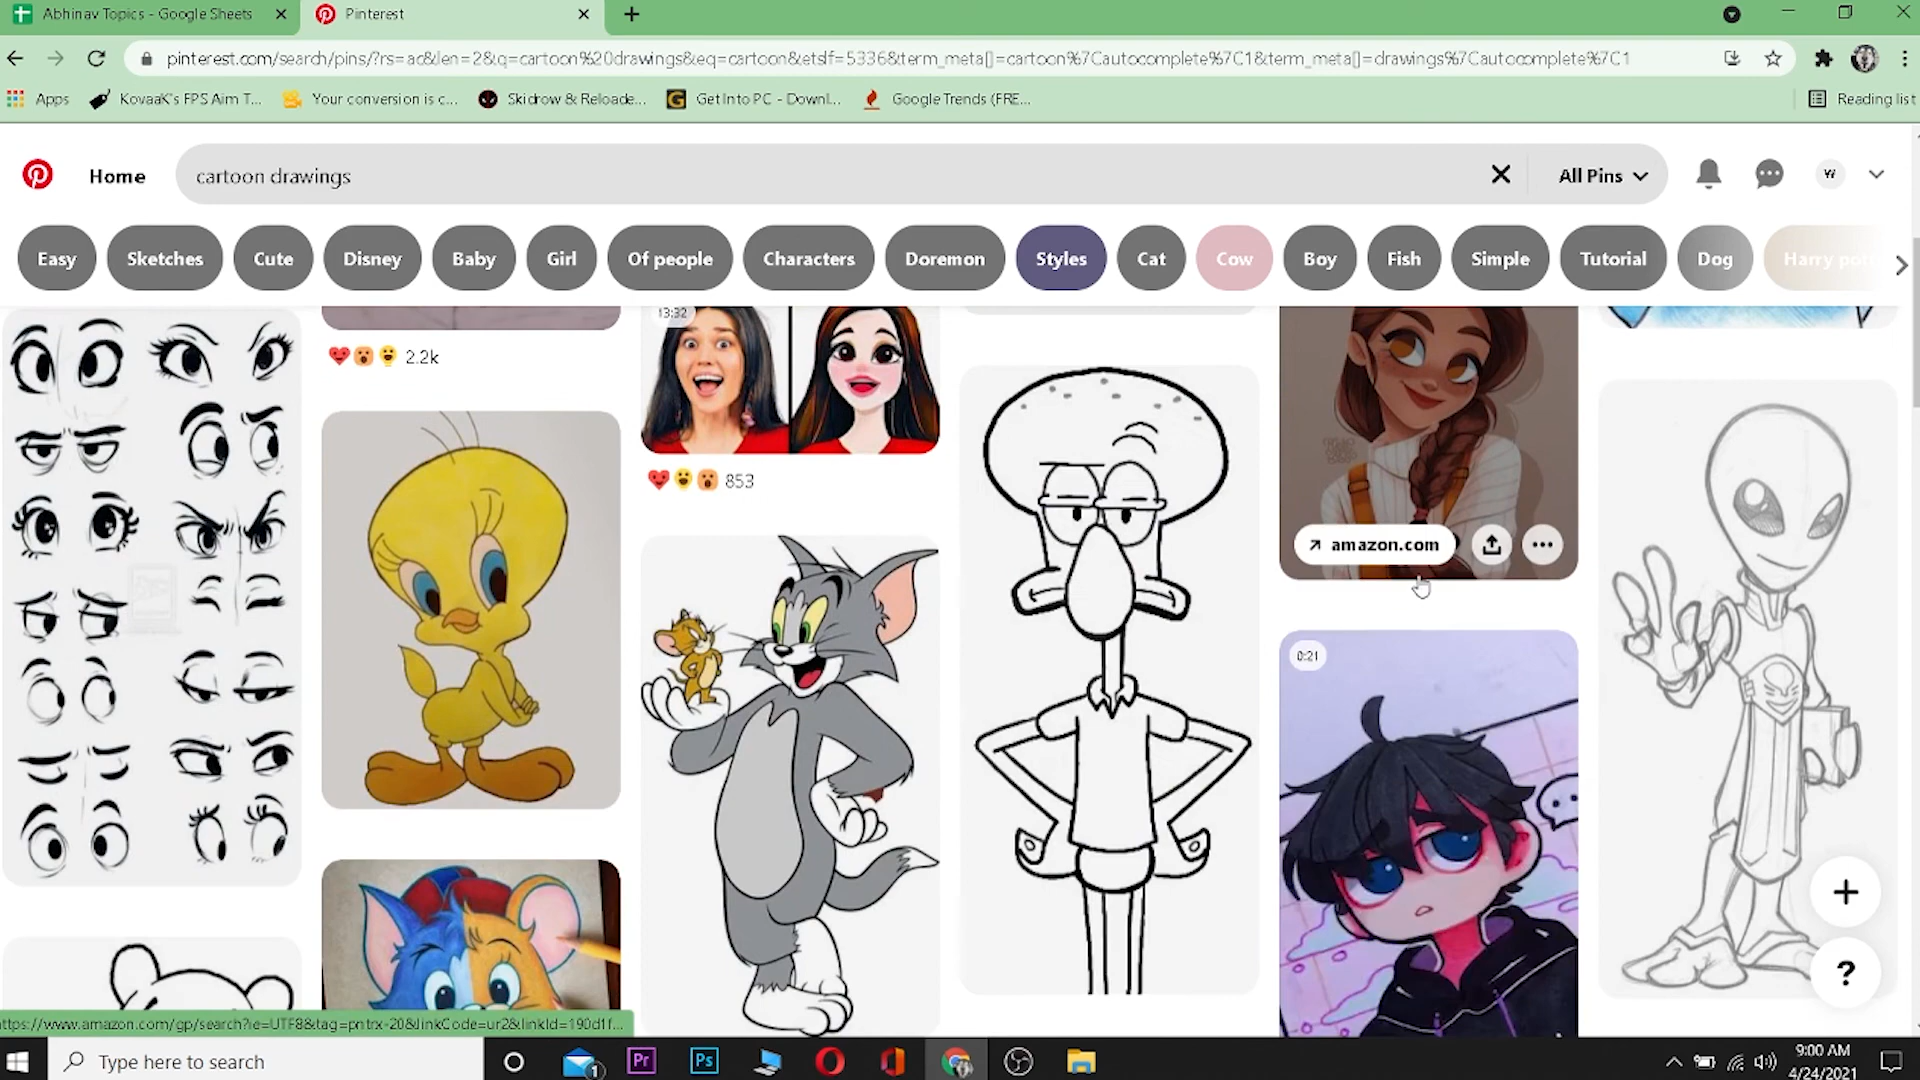 Abhinav Topics - Google Sheets
Pinterest
pinterest.com/search/pins/?rs=ac&len=2&q=cartoon%20drawings&eq=cartoon&etslf=5336&term_meta[]=cartoon%7Cautocomplete%7C1&term_meta[]=drawings%7Cautocomplete%7C1
Apps
KovaaK's FPS Aim T...
Your conversion is c...
Skidrow & Reloade...
Get Into PC - Downl...
Google Trends (FRE...
Reading list
Home
cartoon drawings
All Pins
Easy
Sketches
Cute
Disney
Baby
Girl
Of people
Characters
Doremon
Styles
Cat
Cow
Boy
Fish
Simple
Tutorial
Dog
Harry
13:32
2.2k
853
amazon.com
0:21
?
ttps://www.amazon.com/gp/search?ie=UTF8&tag=pntrx-20&linkCode=ur2&linkId=190d1f...
Type here to search
1
Pr
Ps
9:00 AM
4/24/2021